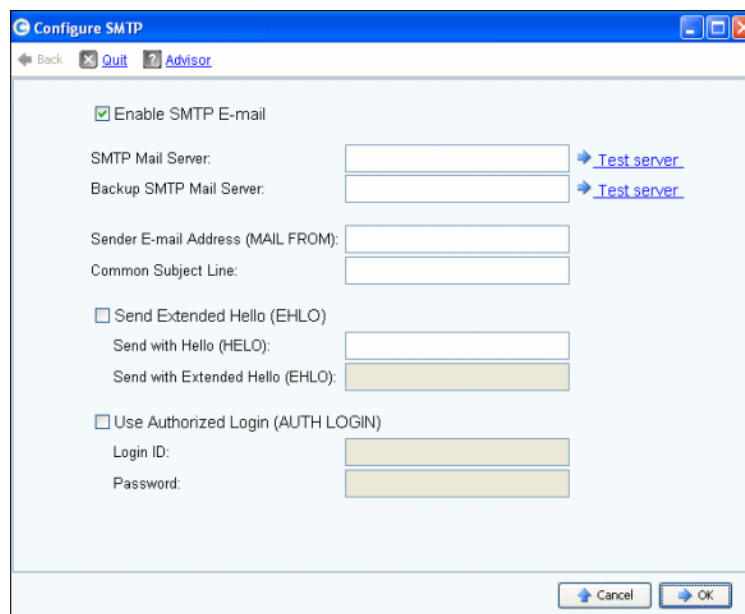 Configure SMTP
Back Quit Advisor
Enable SMTP E-mail
SMTP Mail Server: Test server
Backup SMTP Mail Server: Test server
Sender E-mail Address (MAIL FROM):
Common Subject Line:
Send Extended Hello (EHLO)
Send with Hello (HELO):
Send with Extended Hello (EHLO):
Use Authorized Login (AUTH LOGIN)
Login ID:
Password:
Cancel OK